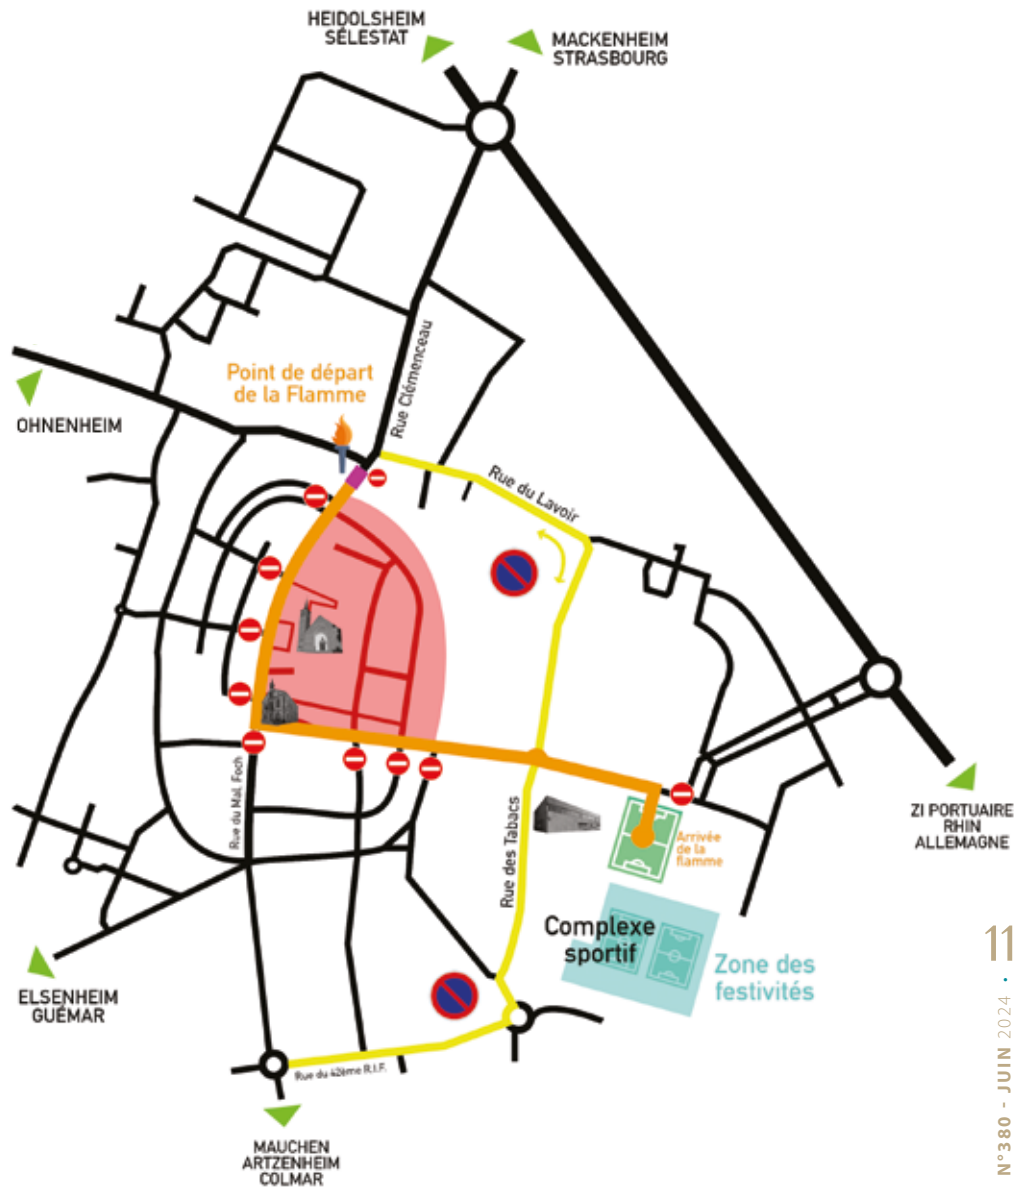 HEIDOLSHEIM
SÉLESTAT
MACKENHEIM
STRASBOURG
Rue Clémenceau
Point de départ
de la Flamme
OHNENHEIM
Rue du Lavoir
Rue du Mal. Foch
Rue des Tabacs
Arrivée
de la
flamme
ZI PORTUAIRE
RHIN
ALLEMAGNE
Complexe
sportif
Zone des
festivités
ELSENHEIM
GUÉMAR
Rue du 42ème R.I.F.
MAUCHEN
ARTZENHEIM
COLMAR
11
N°380 - JUIN 2024 •